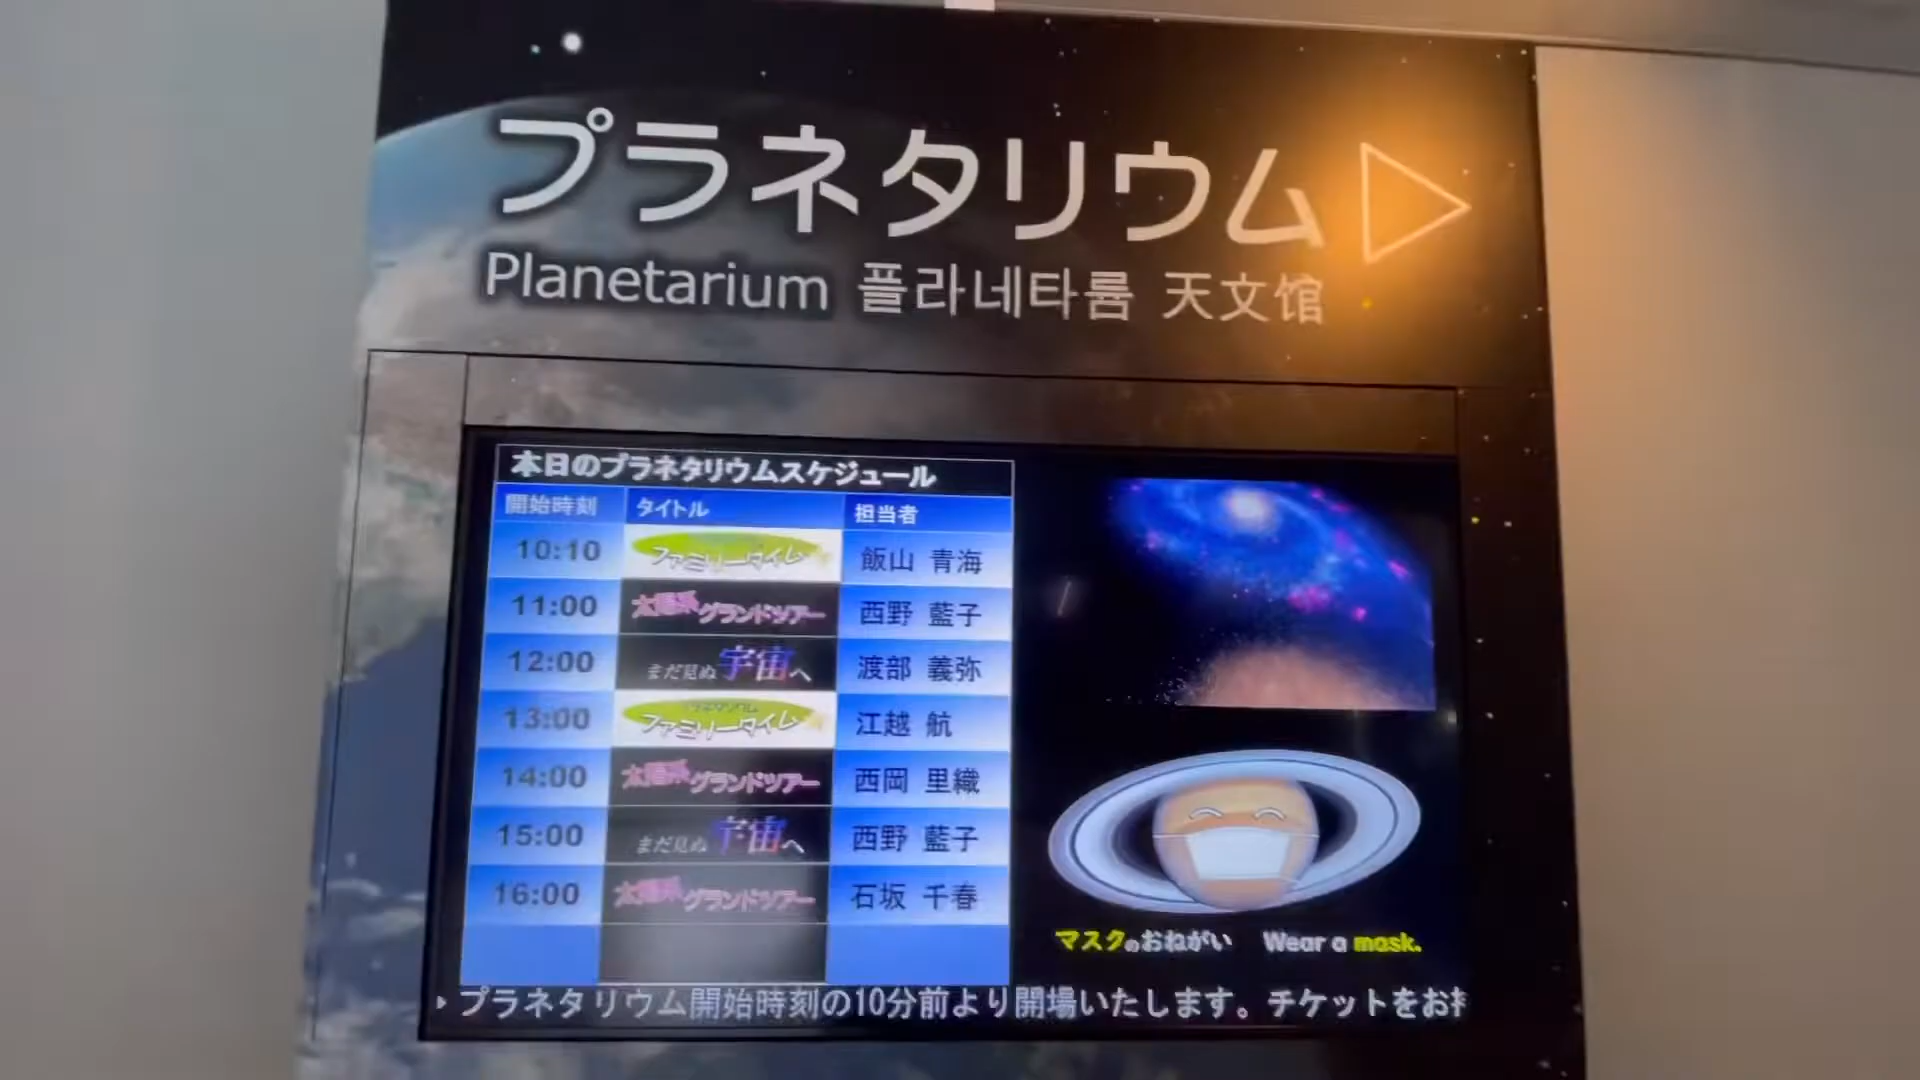 プラネタリウム
Planetarium 플라네타륨 天文馆
本日のプラネタリウムスケジュール
開始時刻 タイトル 担当者
10:10 ファミリータイム 飯山 青海
11:00 太陽系グランドツアー 西野 藍子
12:00 まだ見ぬ宇宙へ 渡部 義弥
13:00 プラネタリウム ファミリータイム 江越 航
14:00 太陽系グランドツアー 西岡 里織
15:00 まだ見ぬ宇宙へ 西野 藍子
16:00 太陽系グランドツアー 石坂 千春
マスクのおねがい Wear a mask.
プラネタリウム開始時刻の10分前より開場いたします。チケットをお